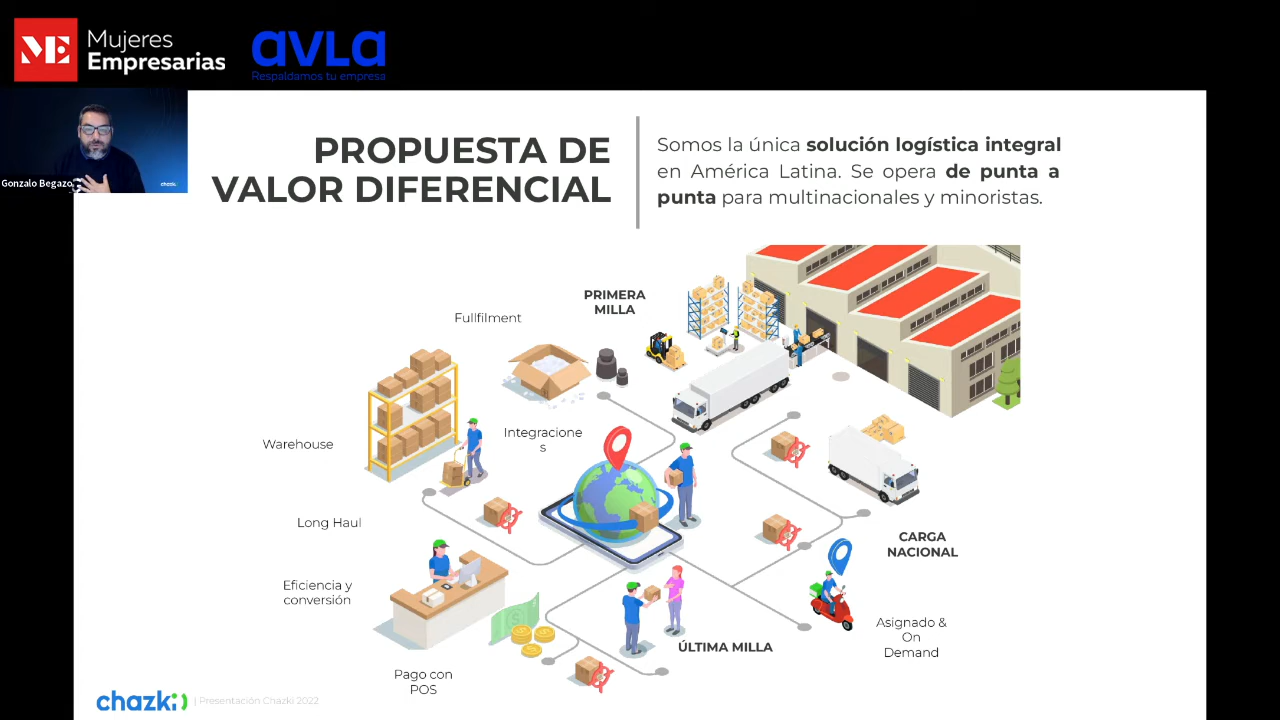 ME Mujeres
Empresarias
avla
Respaldamos tu empresa
Gonzalo Begazo
chazki
PROPUESTA DE
VALOR DIFERENCIAL
Somos la única solución logística integral
en América Latina. Se opera de punta a
punta para multinacionales y minoristas.
PRIMERA
MILLA
Fullfilment
Integracione
s
Warehouse
Long Haul
CARGA
NACIONAL
Eficiencia y
conversión
Asignado &
On
Demand
ÚLTIMA MILLA
Pago con
POS
chazki
| Presentación Chazki 2022